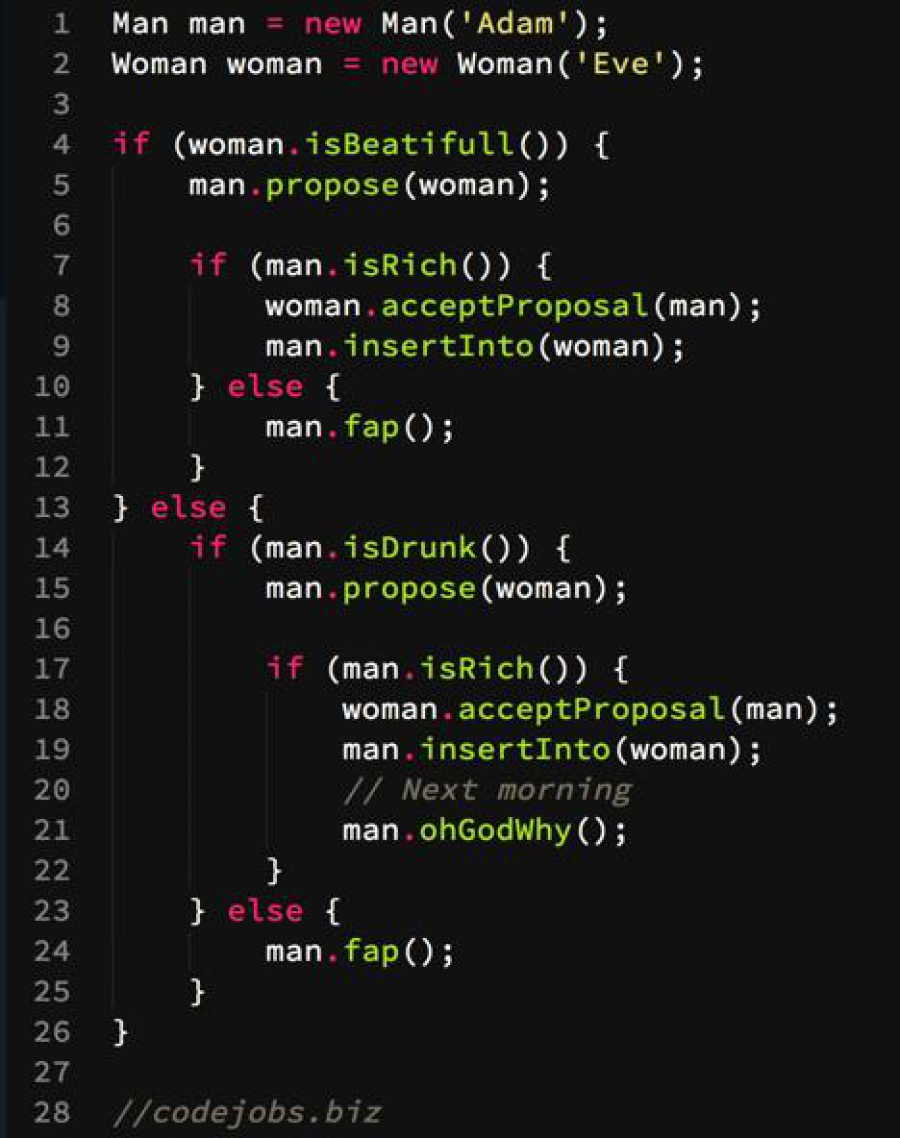 1 Man man = new Man('Adam');
2 Woman woman = new Woman('Eve');
3
4 if (woman.isBeatifull()) {
5     man.propose(woman);
6
7     if (man.isRich()) {
8         woman.acceptProposal(man);
9         man.insertInto(woman);
10     } else {
11         man.fap();
12     }
13 } else {
14     if (man.isDrunk()) {
15         man.propose(woman);
16
17         if (man.isRich()) {
18             woman.acceptProposal(man);
19             man.insertInto(woman);
20             // Next morning
21             man.ohGodWhy();
22         }
23     } else {
24         man.fap();
25     }
26 }
27
28 //codejobs.biz